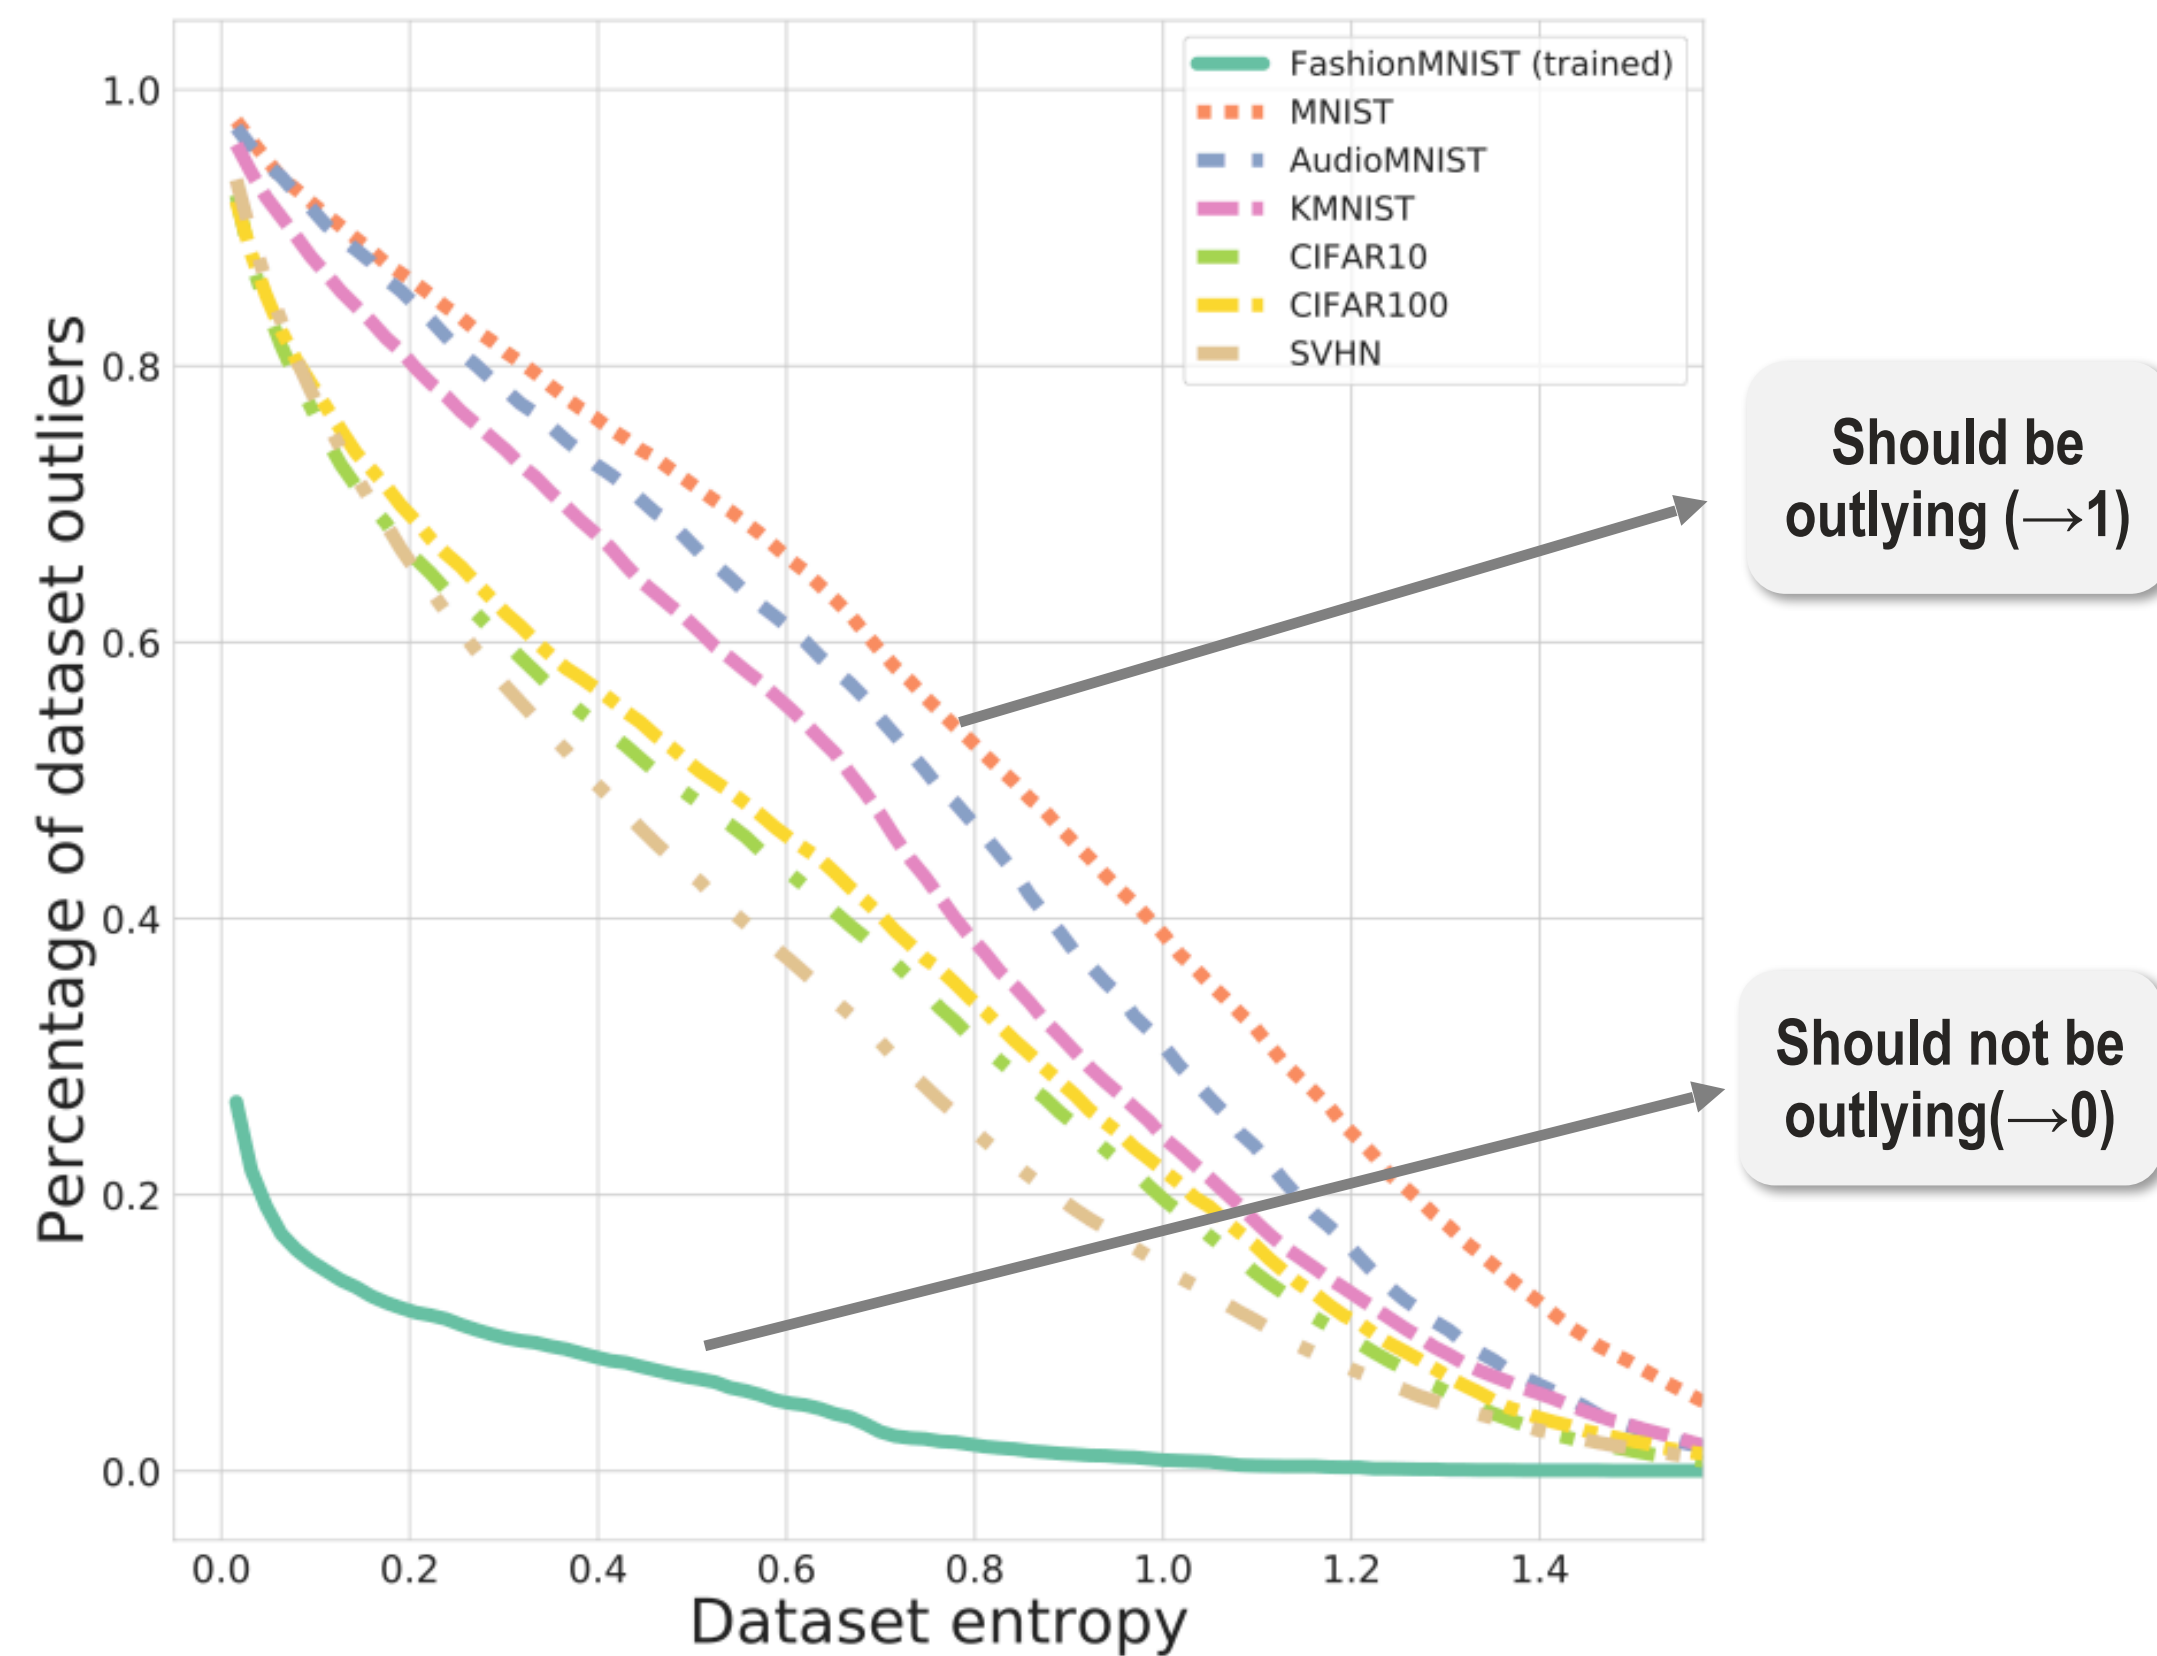 Percentage of dataset outliers
1.0
0.8
0.6
0.4
0.2
0.0
0.0 0.2 0.4 0.6 0.8 1.0 1.2 1.4
Dataset entropy
FashionMNIST (trained)
MNIST
AudioMNIST
KMNIST
CIFAR10
CIFAR100
SVHN
Should be
outlying (→1)
Should not be
outlying(→0)